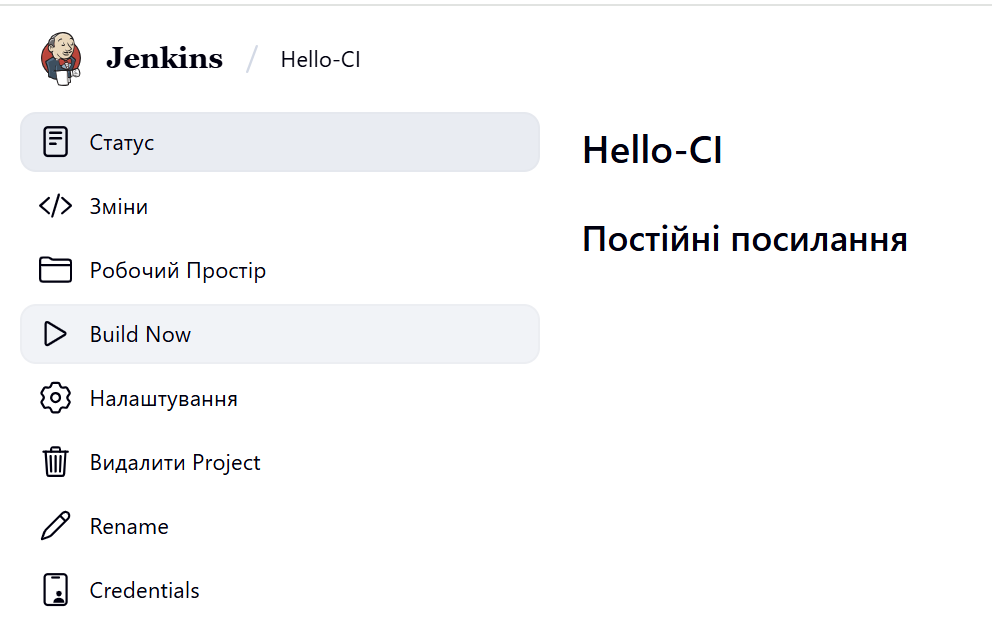 Jenkins / Hello-CI
Статус
Зміни
Робочий Простір
Build Now
Налаштування
Видалити Project
Rename
Credentials
Hello-CI
Постійні посилання